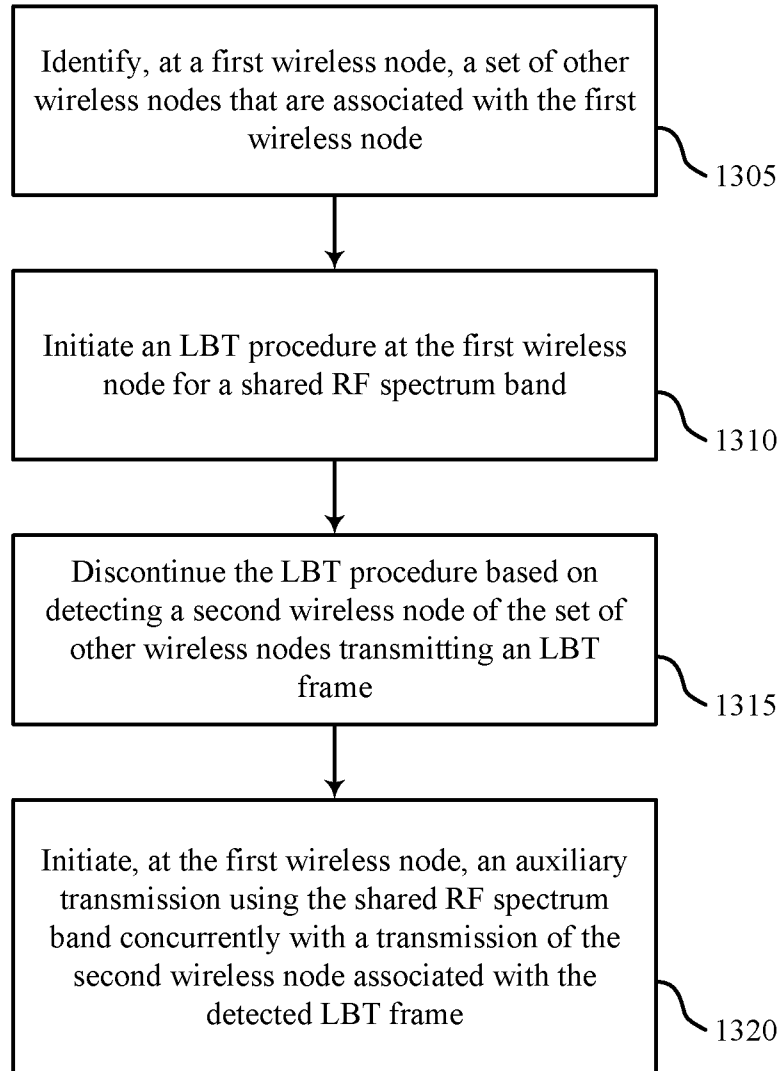 Identify, at a first wireless node, a set of other
wireless nodes that are associated with the first
wireless node
1305
Initiate an LBT procedure at the first wireless
node for a shared RF spectrum band
1310
Discontinue the LBT procedure based on
detecting a second wireless node of the set of
other wireless nodes transmitting an LBT
frame
1315
Initiate, at the first wireless node, an auxiliary
transmission using the shared RF spectrum
band concurrently with a transmission of the
second wireless node associated with the
detected LBT frame
1320